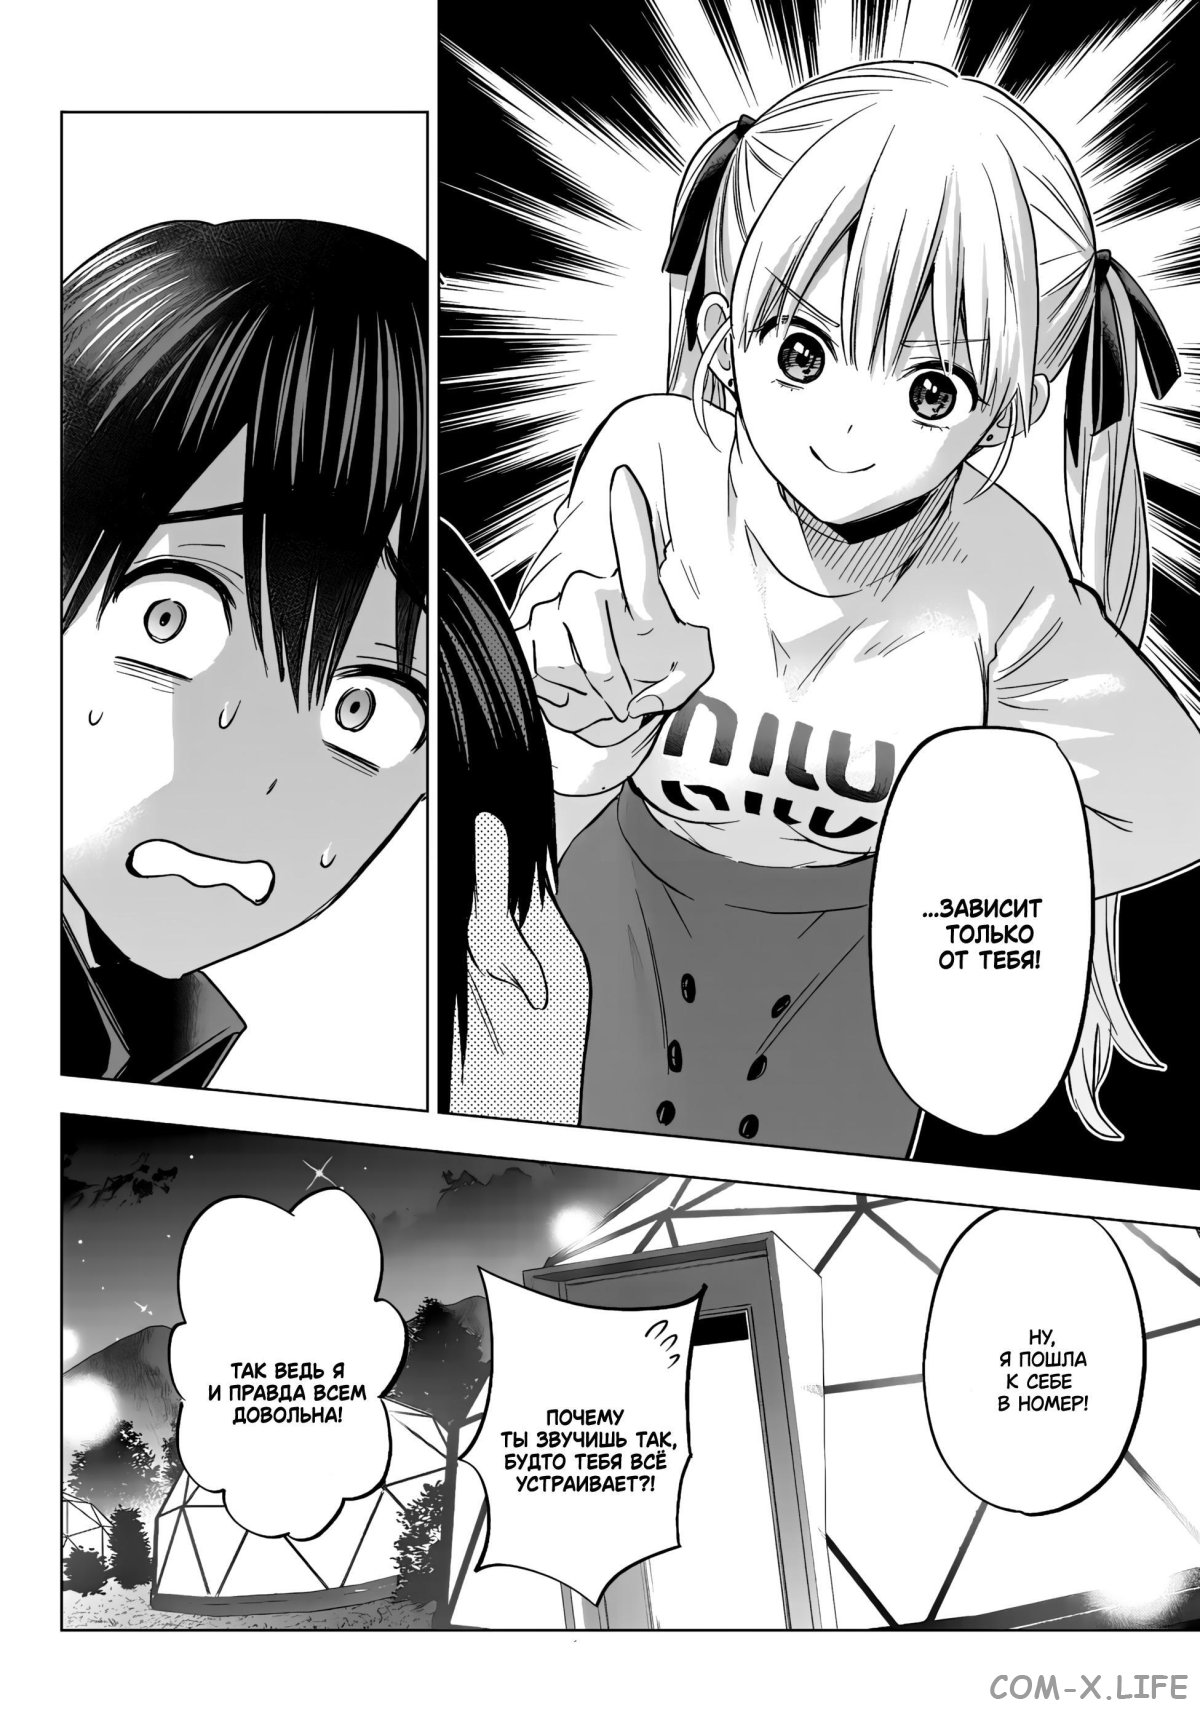 MILU
...ЗАВИСИТ
ТОЛЬКО
ОТ ТЕБЯ!
НУ,
Я ПОШЛА
К СЕБЕ
В НОМЕР!
ПОЧЕМУ
ТЫ ЗВУЧИШЬ ТАК,
БУДТО ТЕБЯ ВСЁ
УСТРАИВАЕТ?!
ТАК ВЕДЬ Я
И ПРАВДА ВСЕМ
ДОВОЛЬНА!
COM-X.LIFE